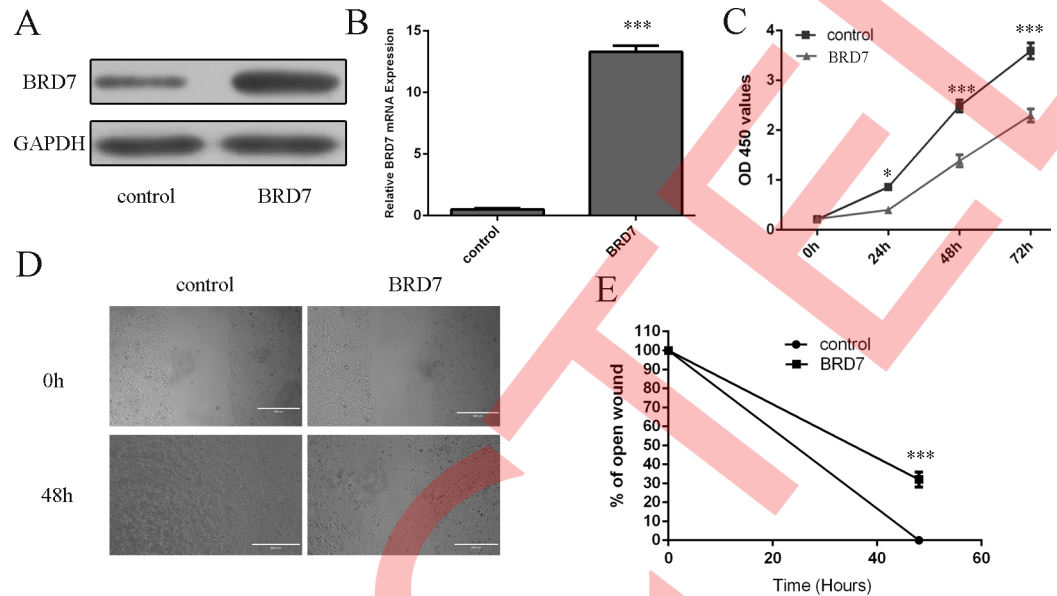 A
BRD7
GAPDH
control BRD7
B
Relative BRD7 mRNA Expression
15
10
5
0
***
control
BRD7
C
OD 450 values
4
3
2
1
0
control
BRD7
*
***
***
0h
24h
48h
72h
D
control BRD7
0h
48h
E
% of open wound
110
100
90
80
70
60
50
40
30
20
10
0
control
BRD7
***
0 20 40 60
Time (Hours)